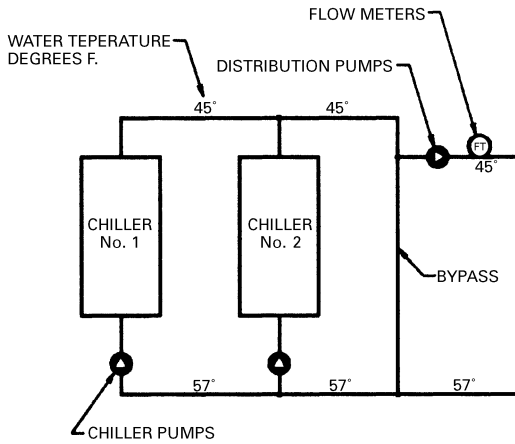 FLOW METERS
WATER TEPERATURE
DEGREES F.
DISTRIBUTION PUMPS
45°
45°
FT
45°
CHILLER
No. 1
CHILLER
No. 2
BYPASS
57°
57°
57°
CHILLER PUMPS